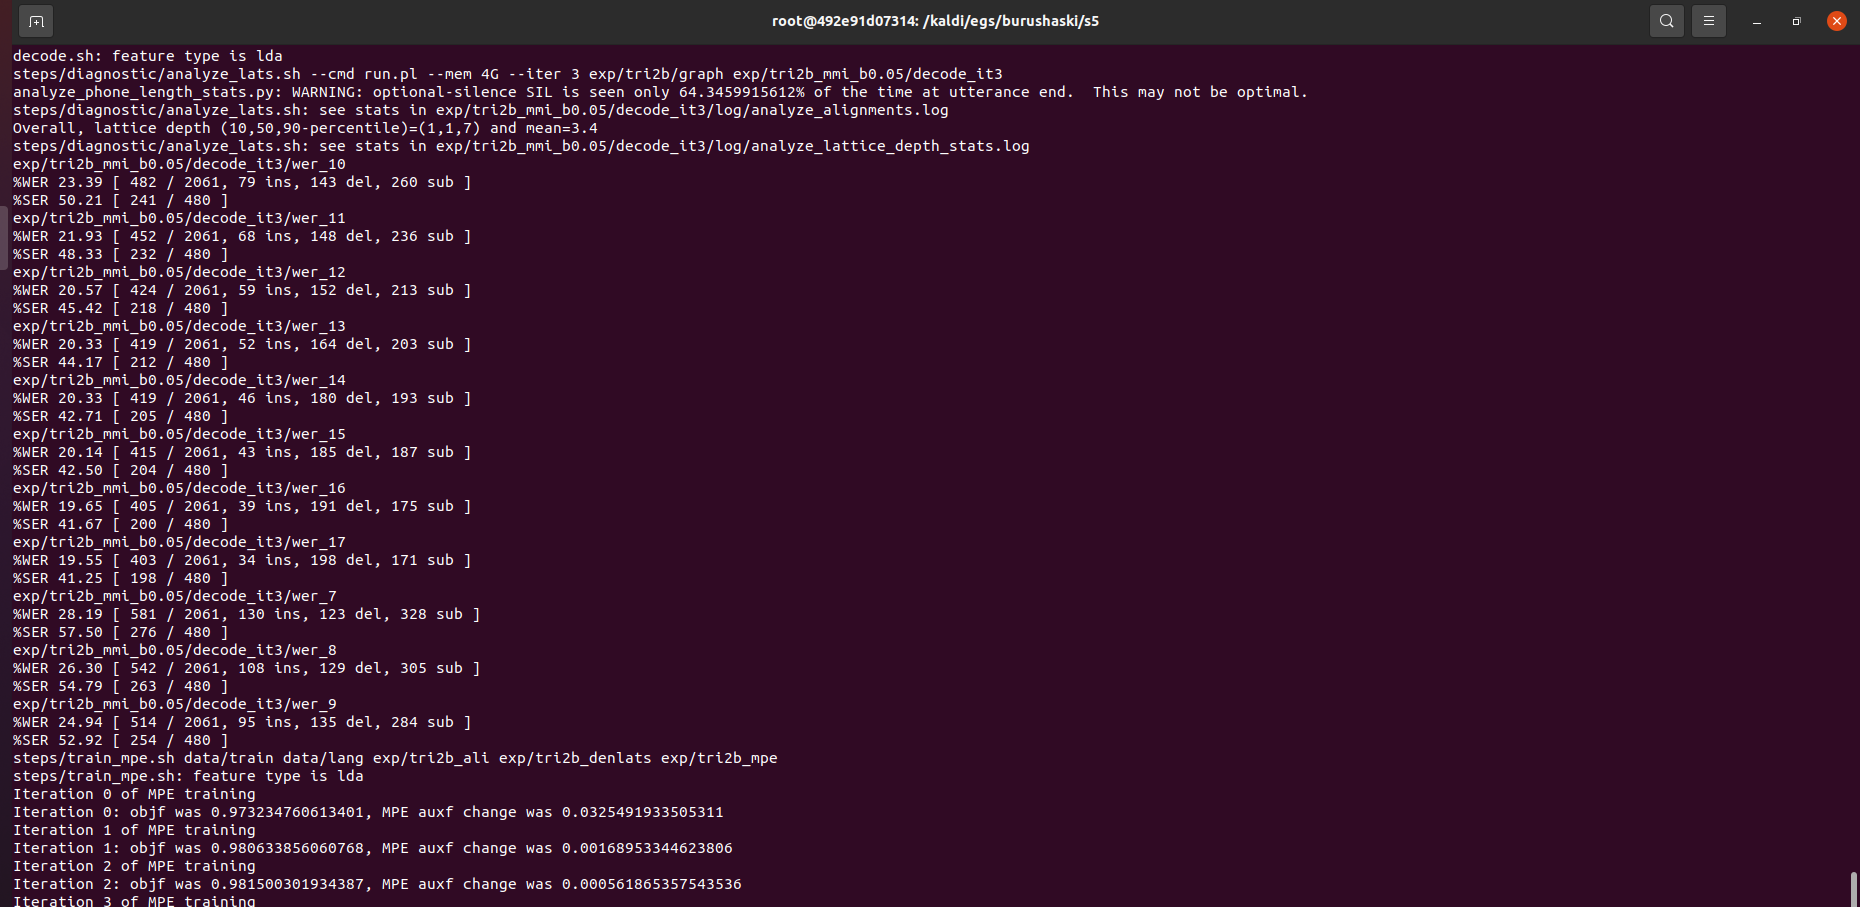 root@492e91d07314: /kaldi/egs/burushaski/s5
decode.sh: feature type is lda
steps/diagnostic/analyze_lats.sh --cmd run.pl --mem 4G --iter 3 exp/tri2b/graph exp/tri2b_mmi_b0.05/decode_it3
analyze_phone_length_stats.py: WARNING: optional-silence SIL is seen only 64.3459915612% of the time at utterance end.  This may not be optimal.
steps/diagnostic/analyze_lats.sh: see stats in exp/tri2b_mmi_b0.05/decode_it3/log/analyze_alignments.log
Overall, lattice depth (10,50,90-percentile)=(1,1,7) and mean=3.4
steps/diagnostic/analyze_lats.sh: see stats in exp/tri2b_mmi_b0.05/decode_it3/log/analyze_lattice_depth_stats.log
exp/tri2b_mmi_b0.05/decode_it3/wer_10
%WER 23.39 [ 482 / 2061, 79 ins, 143 del, 260 sub ]
%SER 50.21 [ 241 / 480 ]
exp/tri2b_mmi_b0.05/decode_it3/wer_11
%WER 21.93 [ 452 / 2061, 68 ins, 148 del, 236 sub ]
%SER 48.33 [ 232 / 480 ]
exp/tri2b_mmi_b0.05/decode_it3/wer_12
%WER 20.57 [ 424 / 2061, 59 ins, 152 del, 213 sub ]
%SER 45.42 [ 218 / 480 ]
exp/tri2b_mmi_b0.05/decode_it3/wer_13
%WER 20.33 [ 419 / 2061, 52 ins, 164 del, 203 sub ]
%SER 44.17 [ 212 / 480 ]
exp/tri2b_mmi_b0.05/decode_it3/wer_14
%WER 20.33 [ 419 / 2061, 46 ins, 180 del, 193 sub ]
%SER 42.71 [ 205 / 480 ]
exp/tri2b_mmi_b0.05/decode_it3/wer_15
%WER 20.14 [ 415 / 2061, 43 ins, 185 del, 187 sub ]
%SER 42.50 [ 204 / 480 ]
exp/tri2b_mmi_b0.05/decode_it3/wer_16
%WER 19.65 [ 405 / 2061, 39 ins, 191 del, 175 sub ]
%SER 41.67 [ 200 / 480 ]
exp/tri2b_mmi_b0.05/decode_it3/wer_17
%WER 19.55 [ 403 / 2061, 34 ins, 198 del, 171 sub ]
%SER 41.25 [ 198 / 480 ]
exp/tri2b_mmi_b0.05/decode_it3/wer_7
%WER 28.19 [ 581 / 2061, 130 ins, 123 del, 328 sub ]
%SER 57.50 [ 276 / 480 ]
exp/tri2b_mmi_b0.05/decode_it3/wer_8
%WER 26.30 [ 542 / 2061, 108 ins, 129 del, 305 sub ]
%SER 54.79 [ 263 / 480 ]
exp/tri2b_mmi_b0.05/decode_it3/wer_9
%WER 24.94 [ 514 / 2061, 95 ins, 135 del, 284 sub ]
%SER 52.92 [ 254 / 480 ]
steps/train_mpe.sh data/train data/lang exp/tri2b_ali exp/tri2b_denlats exp/tri2b_mpe
steps/train_mpe.sh: feature type is lda
Iteration 0 of MPE training
Iteration 0: objf was 0.973234760613401, MPE auxf change was 0.0325491933505311
Iteration 1 of MPE training
Iteration 1: objf was 0.980633856060768, MPE auxf change was 0.00168953344623806
Iteration 2 of MPE training
Iteration 2: objf was 0.981500301934387, MPE auxf change was 0.000561865357543536
Iteration 3 of MPE training